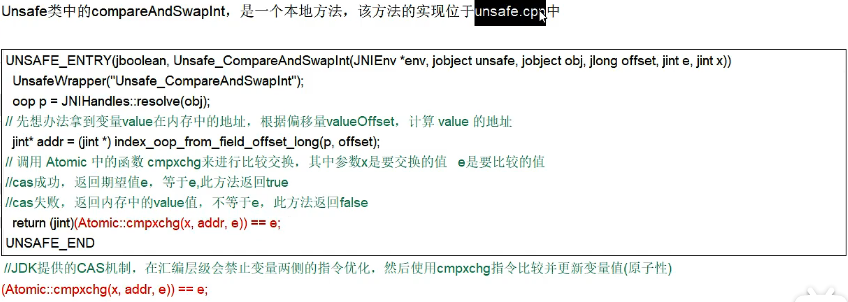 Unsafe类中的compareAndSwapInt，是一个本地方法，该方法的实现位于unsafe.cpp中
UNSAFE_ENTRY(jboolean, Unsafe_CompareAndSwapInt(JNIEnv *env, jobject unsafe, jobject obj, jlong offset, jint e, jint x))
UnsafeWrapper("Unsafe_CompareAndSwapInt");
oop p = JNIHandles::resolve(obj);
// 先想办法拿到变量value在内存中的地址，根据偏移量valueOffset，计算 value 的地址
jint* addr = (jint *) index_oop_from_field_offset_long(p, offset);
// 调用 Atomic 中的函数 cmpxchg来进行比较交换，其中参数x是要交换的值 e是要比较的值
//cas成功，返回期望值e，等于e,此方法返回true
//cas失败，返回内存中的value值，不等于e，此方法返回false
return (jint)(Atomic::cmpxchg(x, addr, e)) == e;
UNSAFE_END
//JDK提供的CAS机制，在汇编层级会禁止变量两侧的指令优化，然后使用cmpxchg指令比较并更新变量值(原子性)
(Atomic::cmpxchg(x, addr, e)) == e;